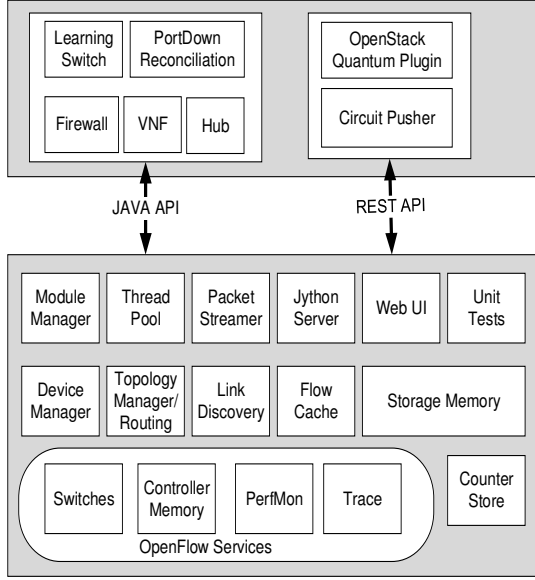 Learning
Switch
PortDown
Reconciliation
OpenStack
Quantum Plugin
Firewall
VNF
Hub
Circuit Pusher
JAVA API
REST API
Module
Manager
Thread
Pool
Packet
Streamer
Jython
Server
Web UI
Unit
Tests
Device
Manager
Topology
Manager/
Routing
Link
Discovery
Flow
Cache
Storage Memory
Switches
Controller
Memory
PerfMon
Trace
Counter
Store
OpenFlow Services